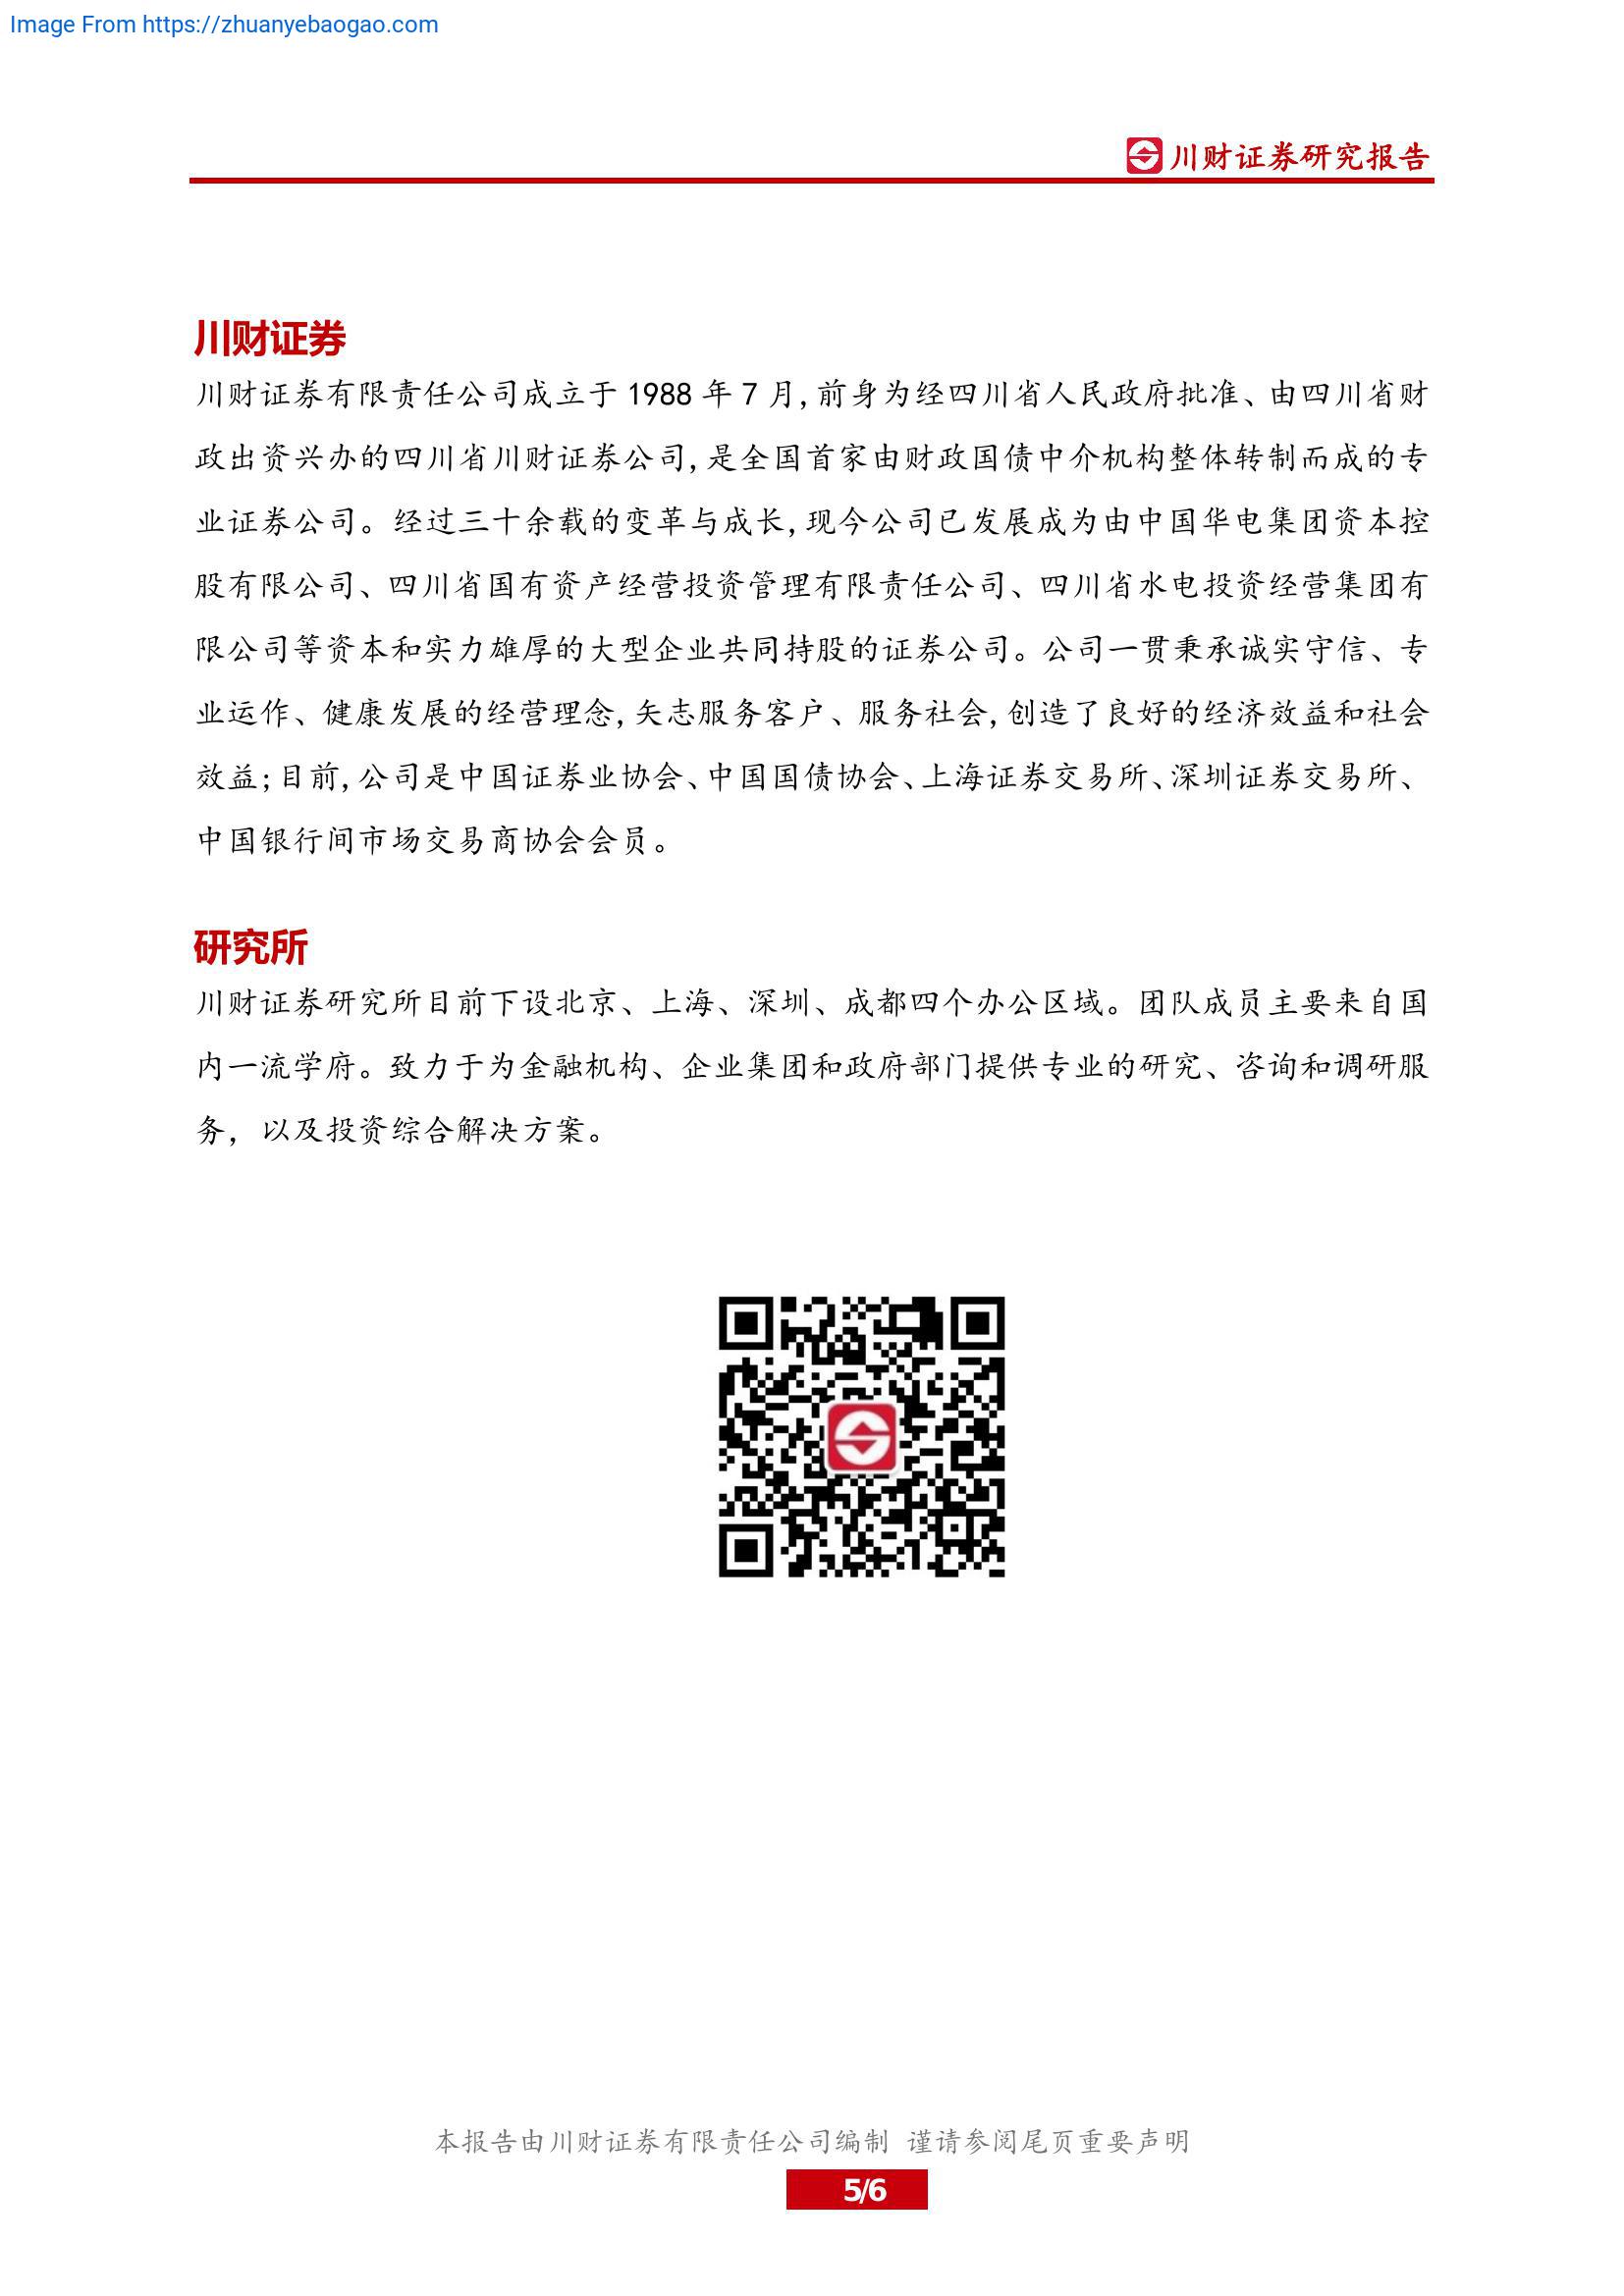 Image From https://zhuanyebaogao.com
川财证券研究报告
川财证券
川财证券有限责任公司成立于 1988 年 7 月,前身为经四川省人民政府批准、由四川省财
政出资兴办的四川省川财证券公司,是全国首家由财政国债中介机构整体转制而成的专
业证券公司。经过三十余载的变革与成长,现今公司已发展成为由中国华电集团资本控
股有限公司、四川省国有资产经营投资管理有限责任公司、四川省水电投资经营集团有
限公司等资本和实力雄厚的大型企业共同持股的证券公司。公司一贯秉承诚实守信、专
业运作、健康发展的经营理念,矢志服务客户、服务社会,创造了良好的经济效益和社会
效益;目前,公司是中国证券业协会、中国国债协会、上海证券交易所、深圳证券交易所、
中国银行间市场交易商协会会员。
研究所
川财证券研究所目前下设北京、上海、深圳、成都四个办公区域。团队成员主要来自国
内一流学府。致力于为金融机构、企业集团和政府部门提供专业的研究、咨询和调研服
务，以及投资综合解决方案。
本报告由川财证券有限责任公司编制 谨请参阅尾页重要声明
5/6